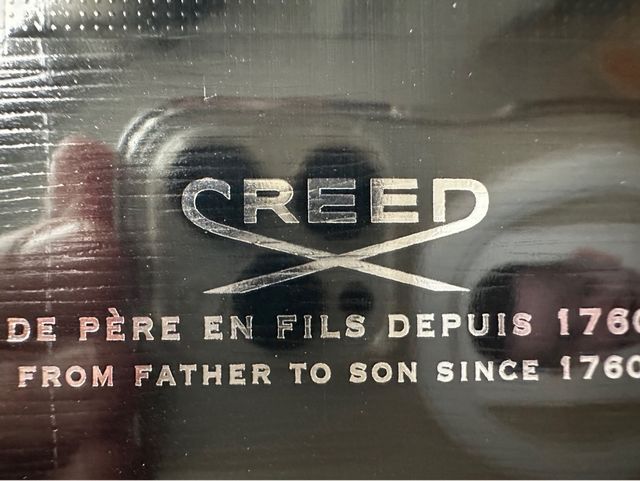 CREED
DE PÈRE EN FILS DEPUIS 1760
FROM FATHER TO SON SINCE 1760